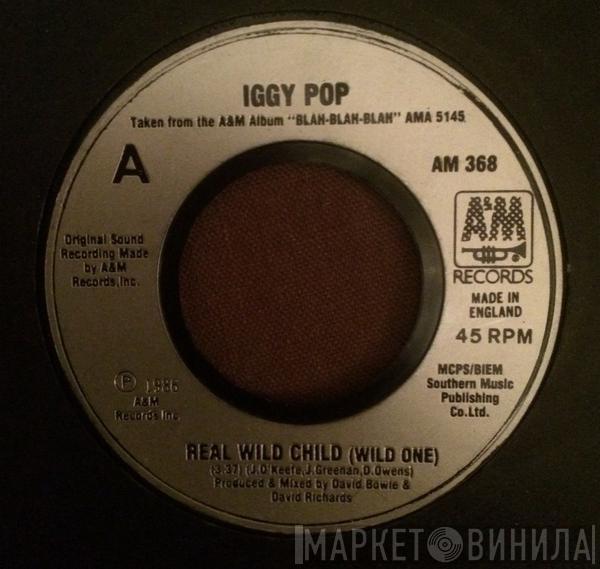 IGGY POP
Taken from the A&M Album "BLAH-BLAH-BLAH" AMA 5145
A
AM 368
Original Sound
Recording Made
by A&M
Records,Inc.
A&M
RECORDS
MADE IN
ENGLAND
45 RPM
MCPS/BIEM
Southern Music
Publishing
Co.Ltd.
℗ 1986
A&M
Records Inc.
REAL WILD CHILD (WILD ONE)
(3:37) (J.O'Keefe,J.Greenan,D.Owens)
Produced & Mixed by David Bowie &
David Richards
МАРКЕТ ВИНИЛА